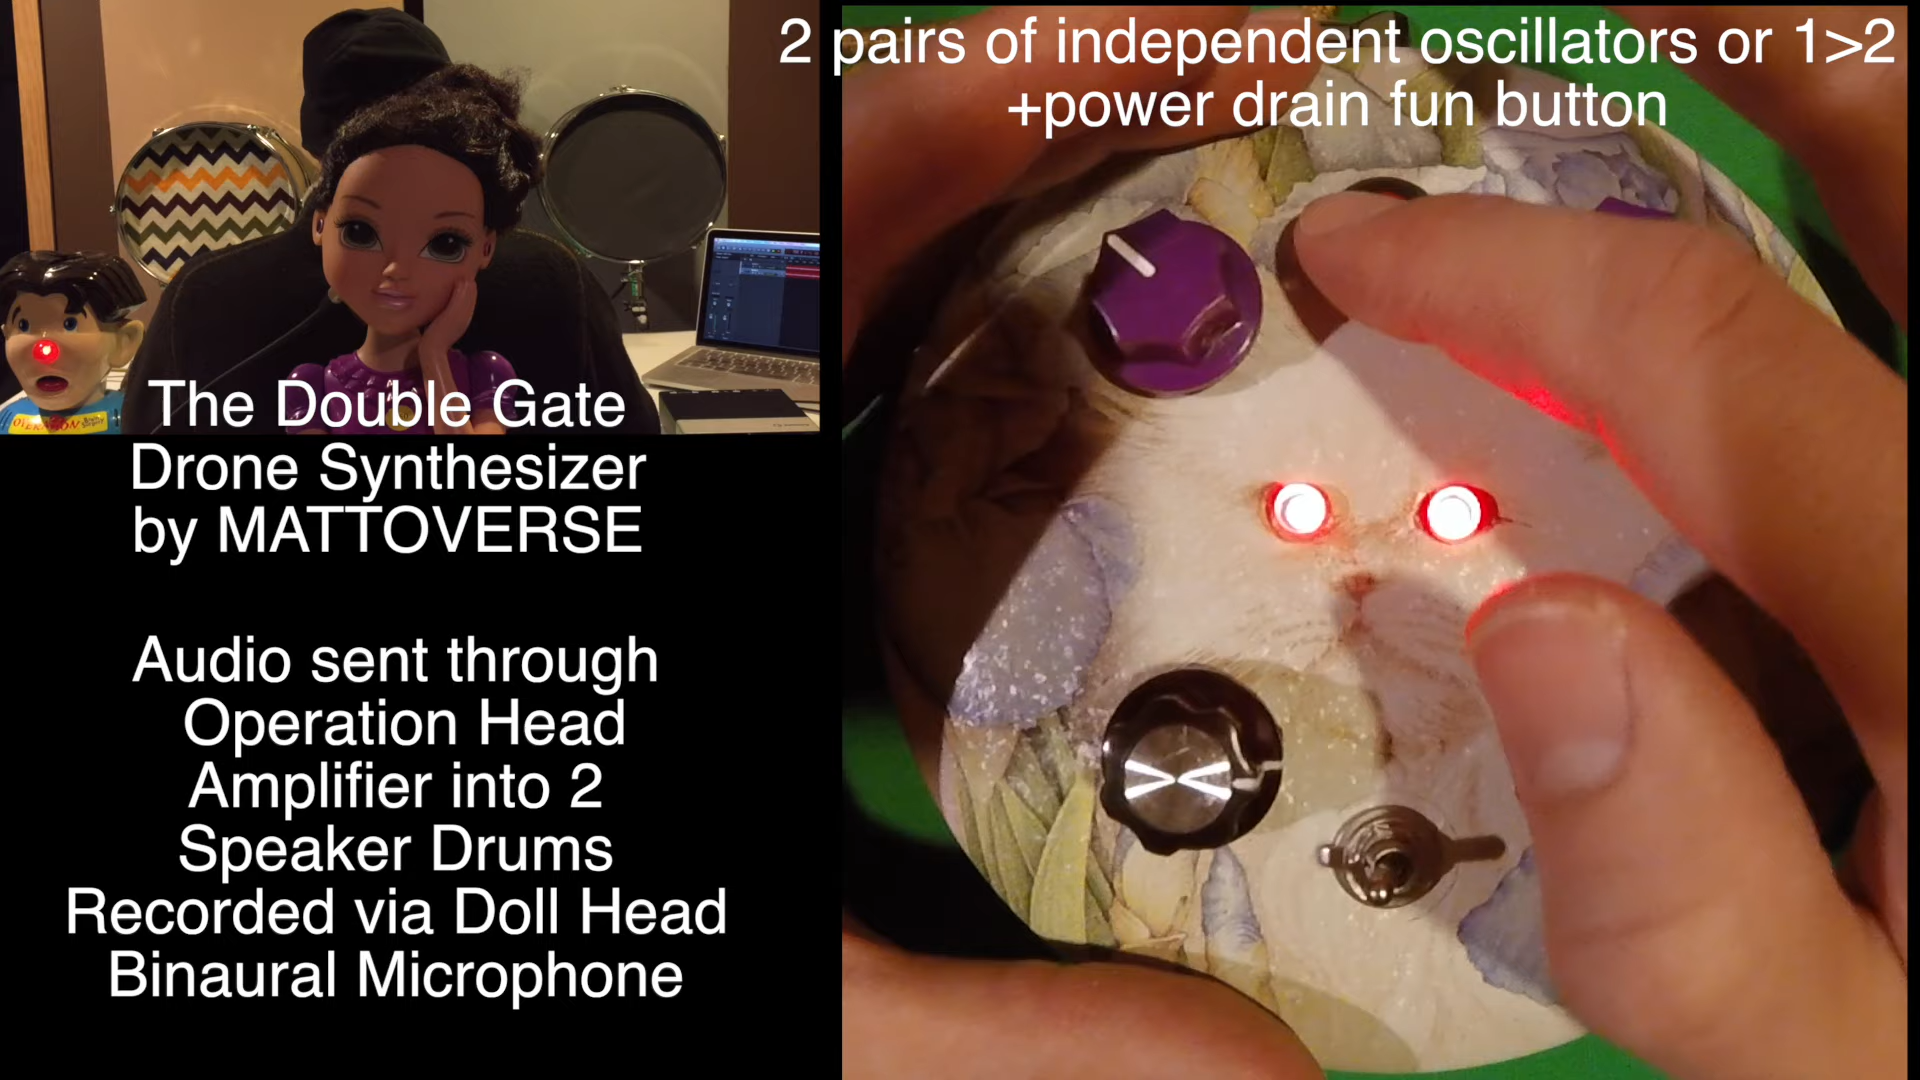 2 pairs of independent oscillators or 1>2
+power drain fun button
The Double Gate
Drone Synthesizer
by MATTOVERSE
Audio sent through
Operation Head
Amplifier into 2
Speaker Drums
Recorded via Doll Head
Binaural Microphone
OPERATION